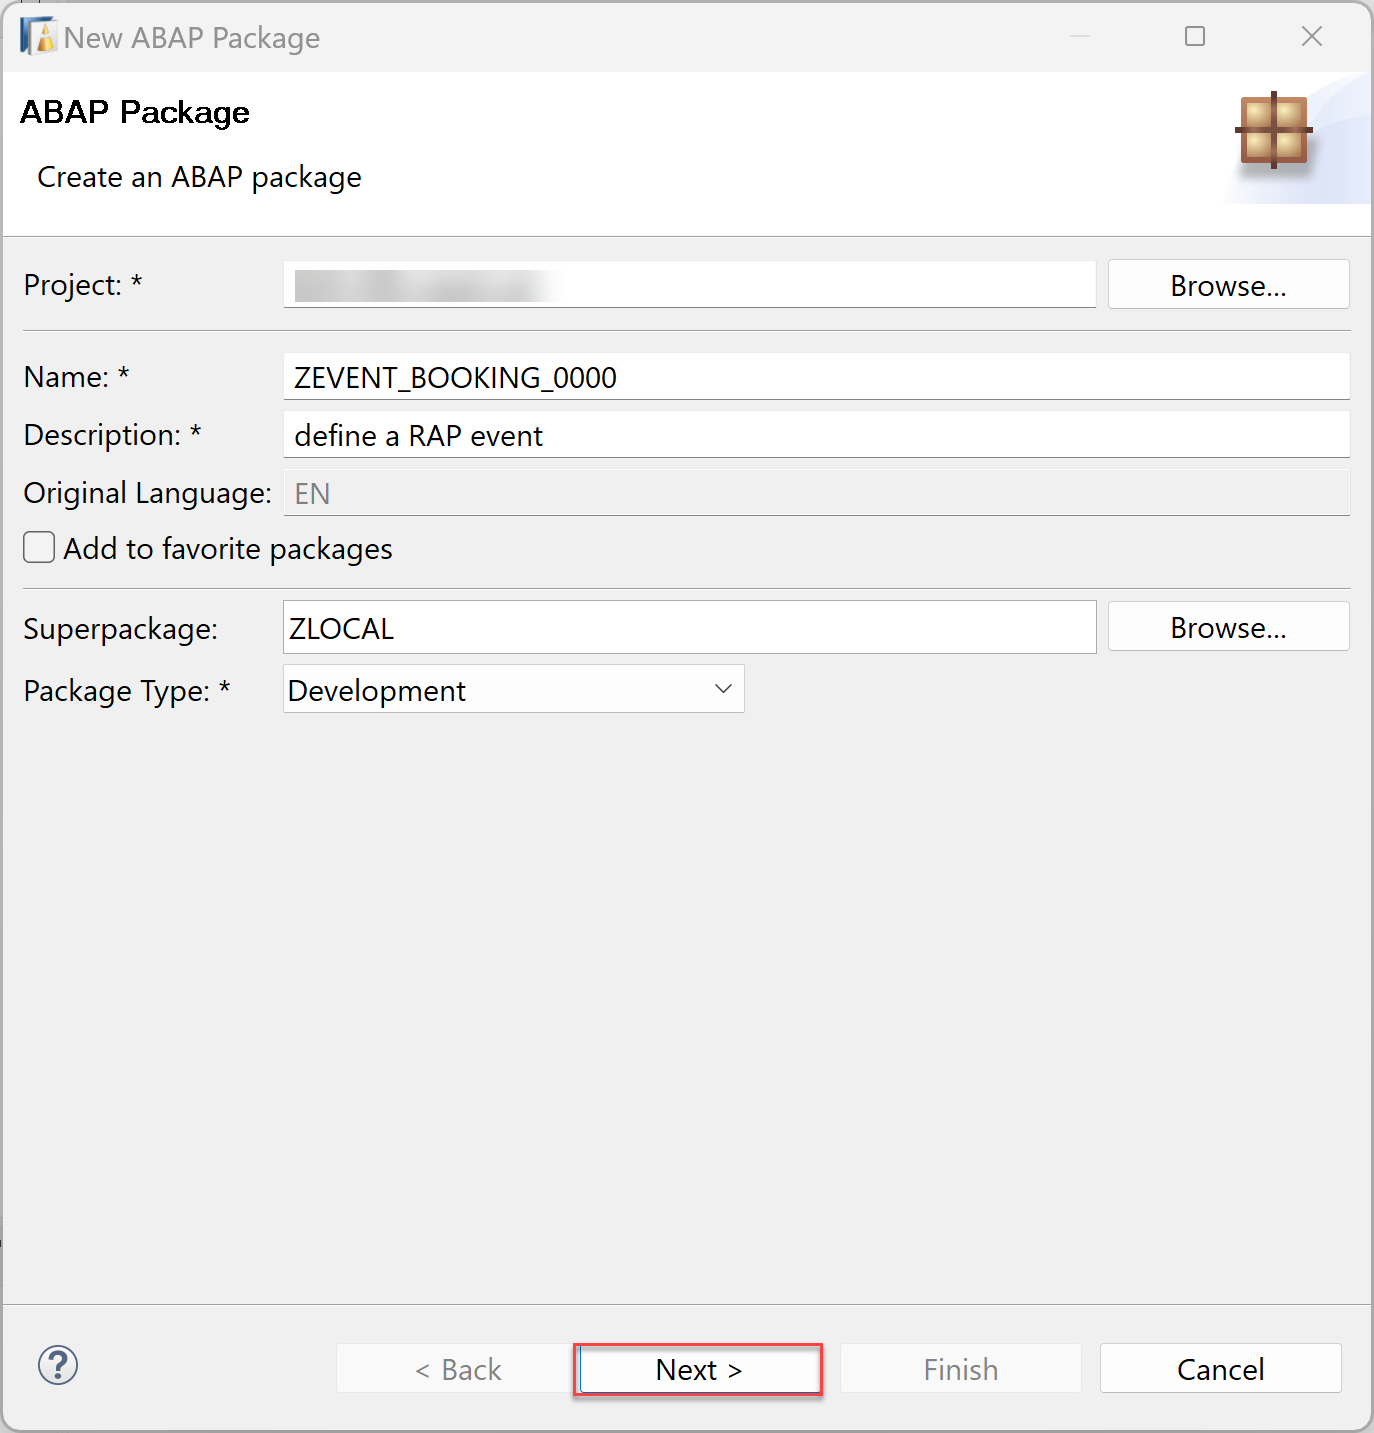 New ABAP Package
ABAP Package
Create an ABAP package
Project: *
Browse...
Name: * ZEVENT_BOOKING_0000
Description: * define a RAP event
Original Language: EN
Add to favorite packages
Superpackage: ZLOCAL Browse...
Package Type: * Development
? < Back Next > Finish Cancel